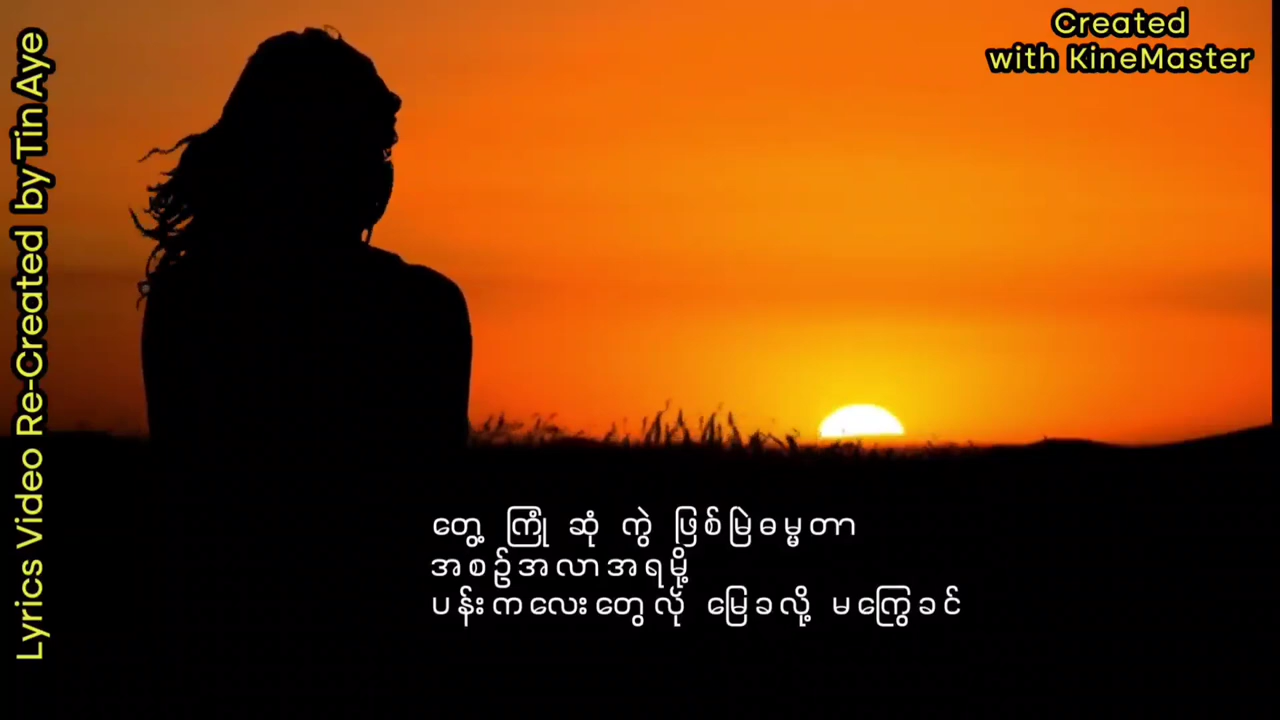 Created
with KineMaster
Lyrics Video Re-Created by Tin Aye
တွေ့ ကြုံ ဆုံ ကွဲ ဖြစ်မြဲဓမ္မတာ
အစဉ်အလာအရမို့
ပန်းကလေးတွေလို မြေခလို့ မကြွေခင်